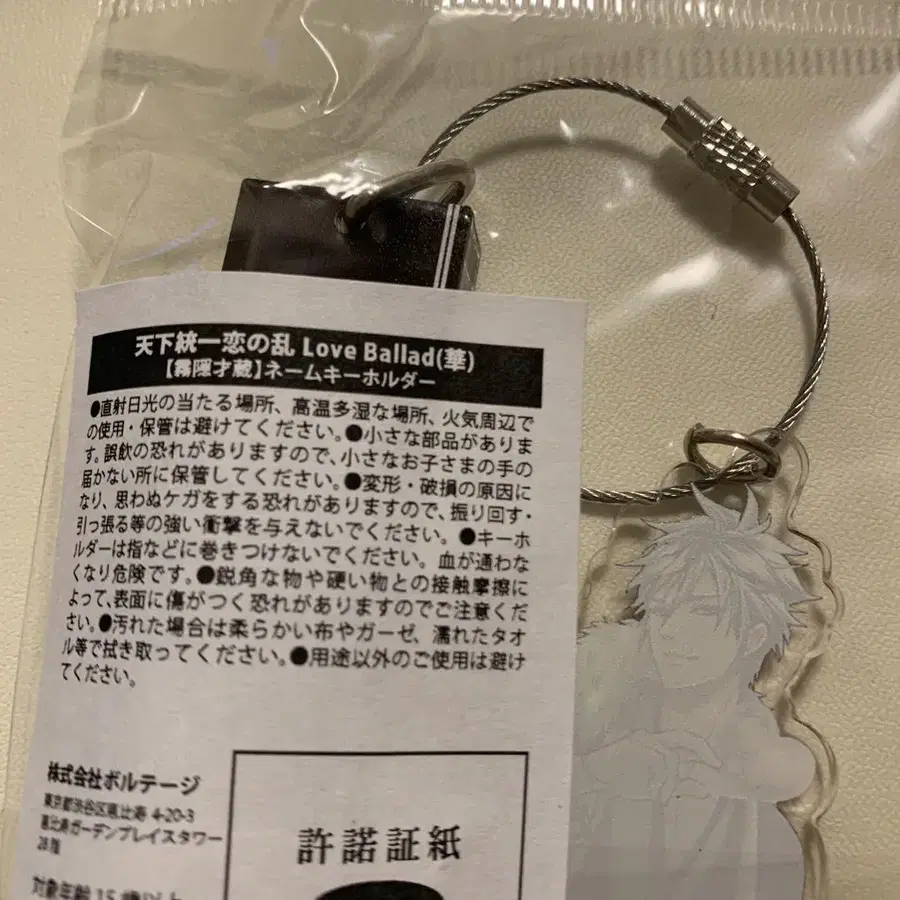 天下統一恋の乱 Love Ballad(華)
【霧隠才蔵】ネームキーホルダー
●直射日光の当たる場所、高温多湿な場所、火気周辺で
の使用・保管は避けてください。●小さな部品がありま
す。誤飲の恐れがありますので、小さなお子さまの手の
届かない所に保管してください。●変形・破損の原因に
なり、思わぬケガをする恐れがありますので、振り回す・
引っ張る等の強い衝撃を与えないでください。●キーホ
ルダーは指などに巻きつけないでください。血が通わな
くなり危険です。●鋭角な物や硬い物との接触摩擦に
よって、表面に傷がつく恐れがありますのでご注意くだ
さい。●汚れた場合は柔らかい布やガーゼ、濡れたタオ
ル等で拭き取ってください。●用途以外のご使用は避け
てください。
株式会社ボルテージ
東京都渋谷区恵比寿 4-20-3
恵比寿ガーデンプレイスタワー
28階
対象年齢 15歳以上
許諾証紙